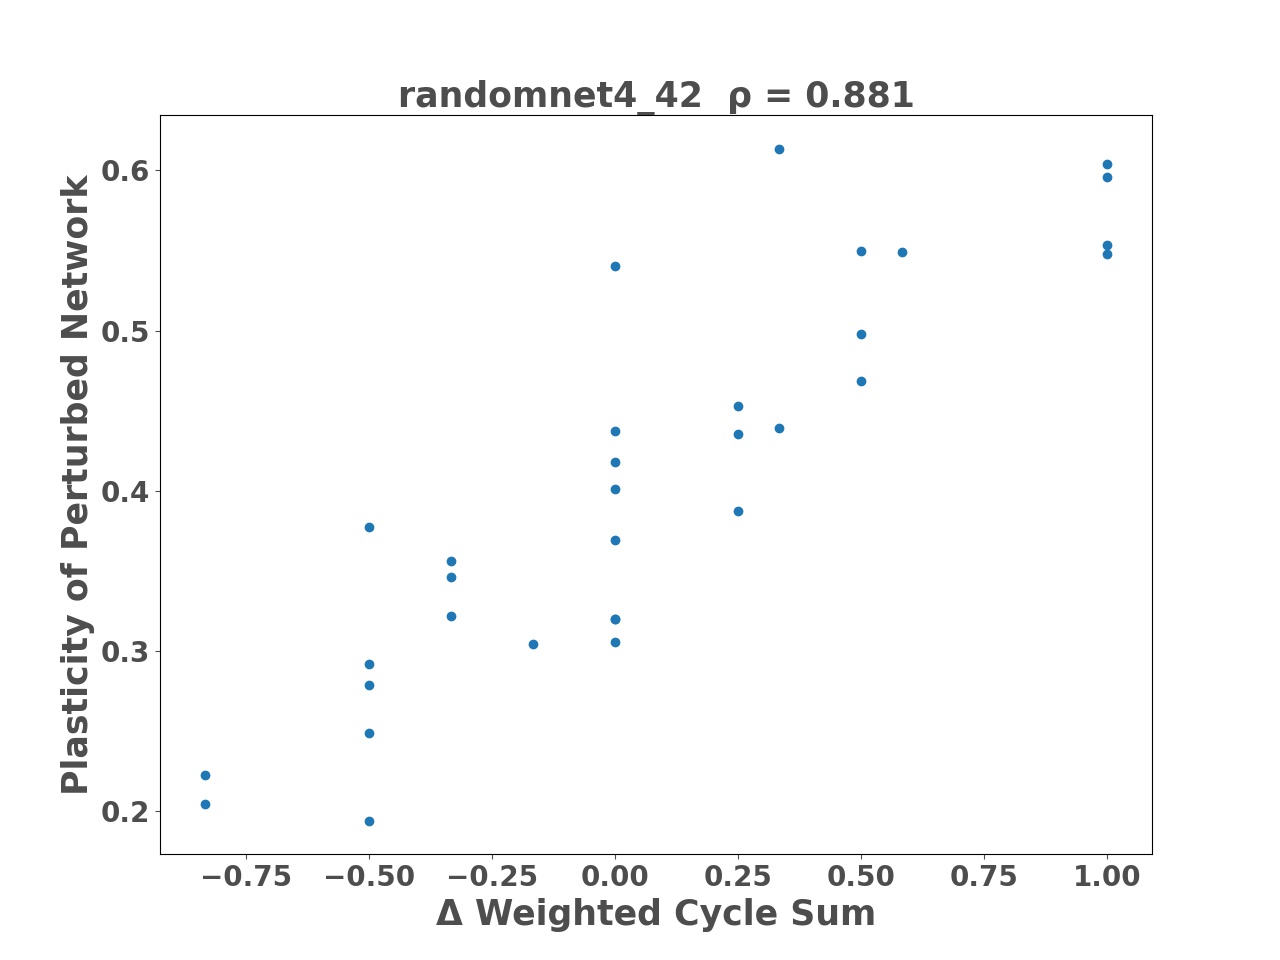 randomnet4_42 ρ = 0.881
Plasticity of Perturbed Network
0.6
0.5
0.4
0.3
0.2
−0.75 −0.50 −0.25 0.00 0.25 0.50 0.75 1.00
Δ Weighted Cycle Sum